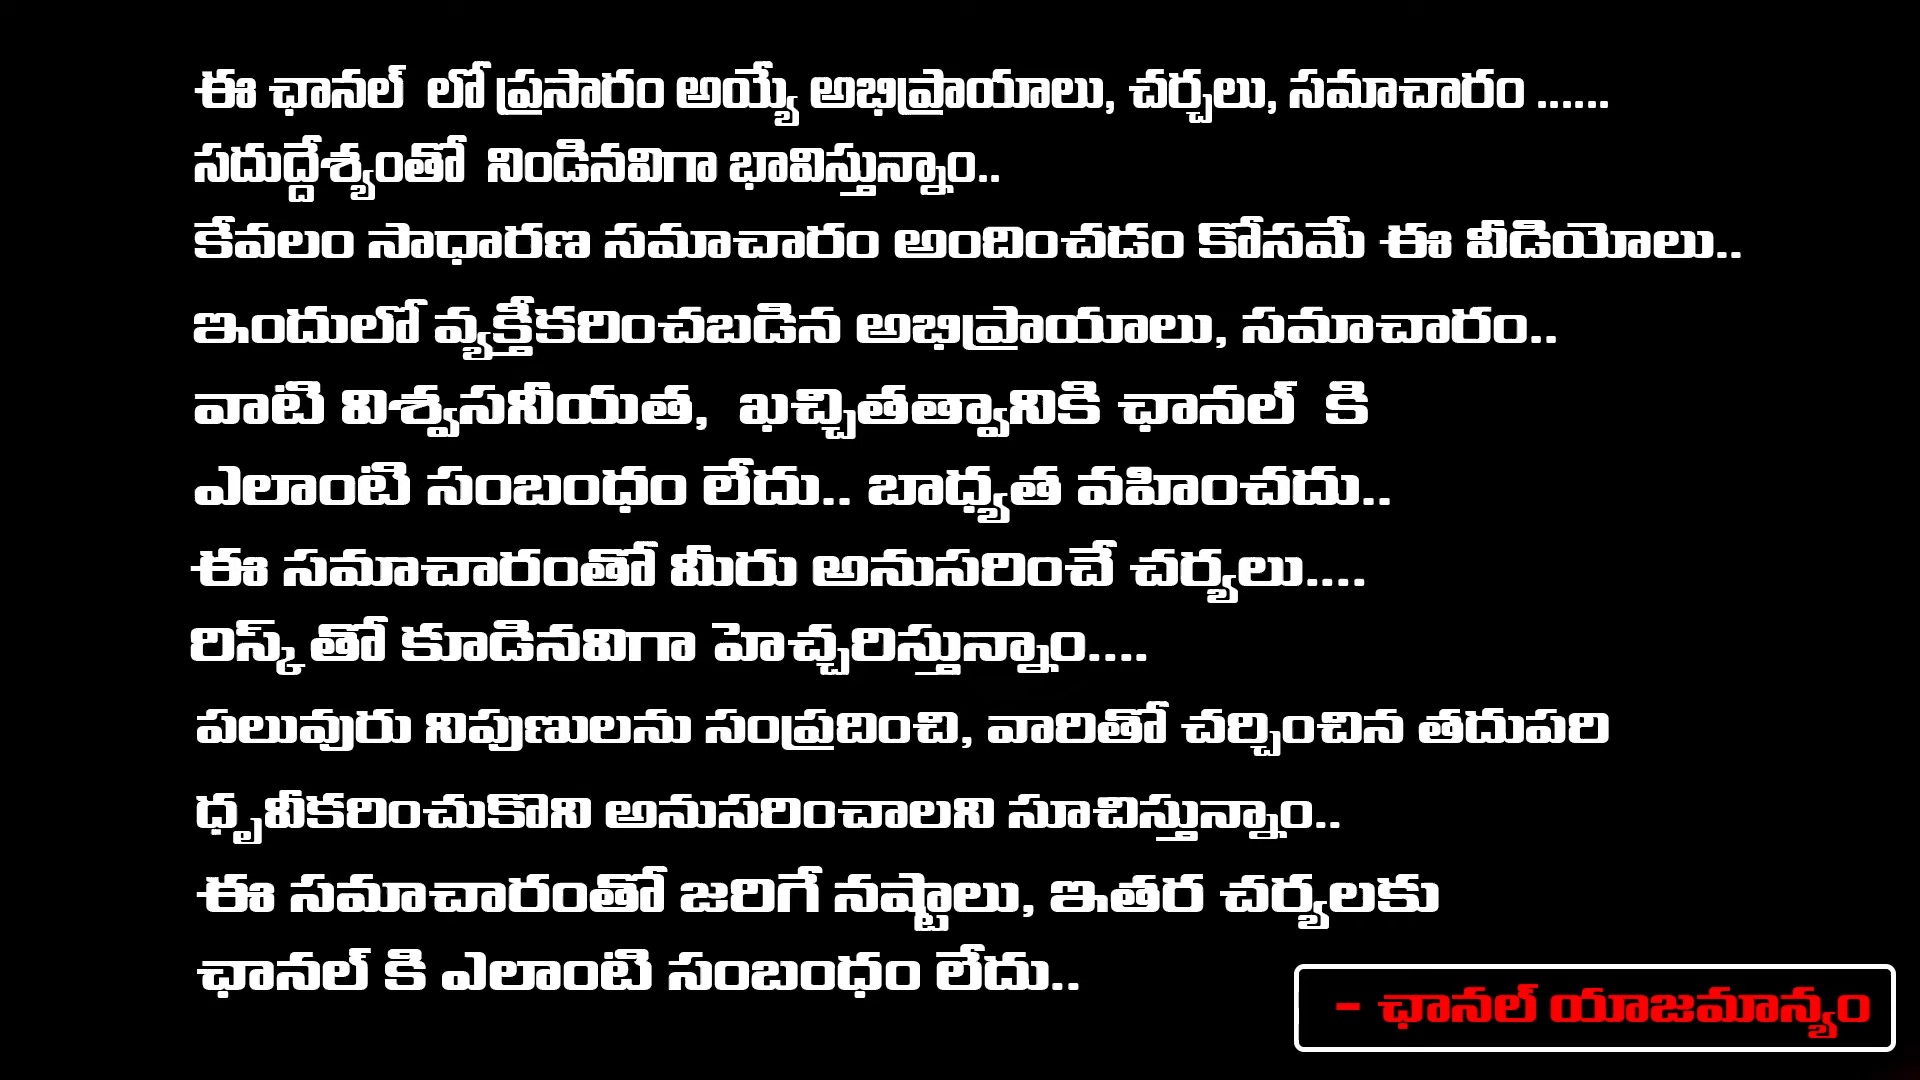 ఈ ఛానల్ లో ప్రసారం అయ్యే అభిప్రాయాలు, చర్చలు, సమాచారం ......
సదుద్దేశ్యంతో నిండినవిగా భావిస్తున్నాం..
కేవలం సాధారణ సమాచారం అందించడం కోసమే ఈ వీడియోలు..
ఇందులో వ్యక్తీకరించబడిన అభిప్రాయాలు, సమాచారం..
వాటి విశ్వసనీయత, ఖచ్చితత్వానికి ఛానల్ కి
ఎలాంటి సంబంధం లేదు.. బాధ్యత వహించదు..
ఈ సమాచారంతో మీరు అనుసరించే చర్యలు....
రిస్క్ తో కూడినవిగా హెచ్చరిస్తున్నాం....
పలువురు నిపుణులను సంప్రదించి, వారితో చర్చించిన తదుపరి
ధృవీకరించుకొని అనుసరించాలని సూచిస్తున్నాం..
ఈ సమాచారంతో జరిగే నష్టాలు, ఇతర చర్యలకు
ఛానల్ కి ఎలాంటి సంబంధం లేదు..
- ఛానల్ యాజమాన్యం